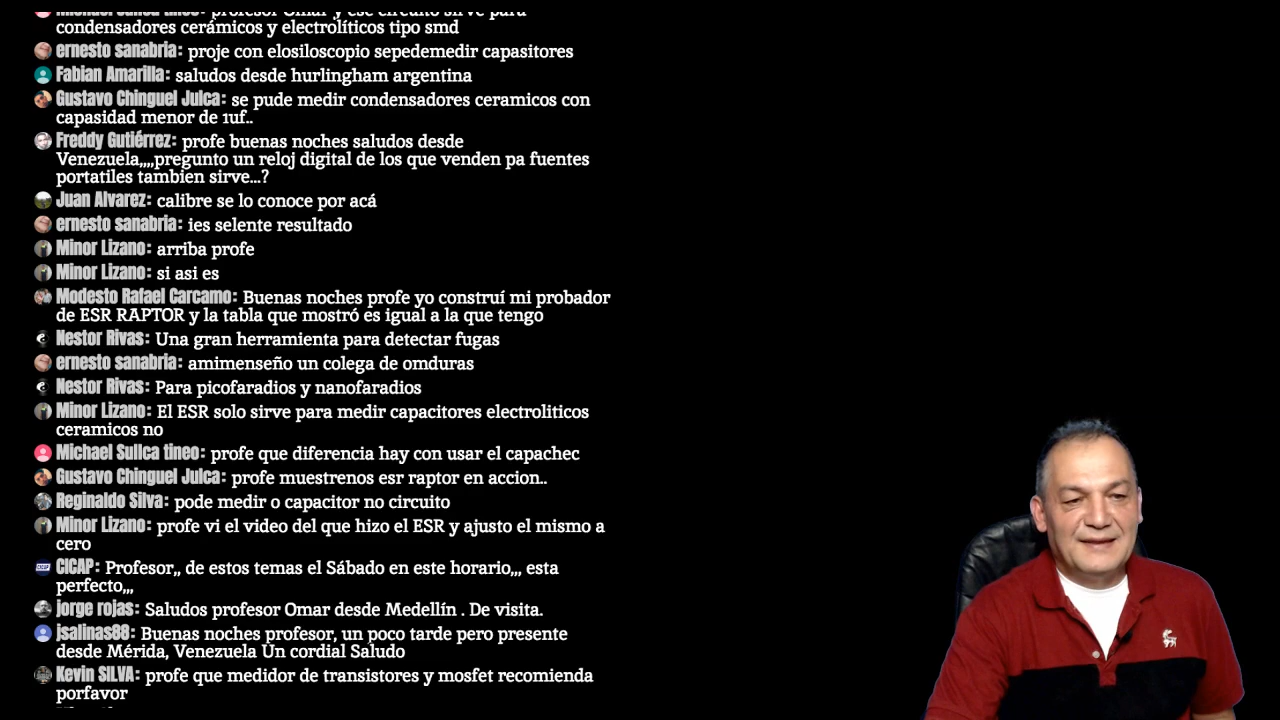 Michael Sullca tineo: profesor Omar y ese circuito sirve para
condensadores cerámicos y electrolíticos tipo smd
ernesto sanabria: proje con elosiloscopio sepedemedir capasitores
Fabian Amarilla: saludos desde hurlingham argentina
Gustavo Chinguel Julca: se pude medir condensadores ceramicos con
capasidad menor de 1uf..
Freddy Gutiérrez: profe buenas noches saludos desde
Venezuela,,,,pregunto un reloj digital de los que venden pa fuentes
portatiles tambien sirve...?
Juan Alvarez: calibre se lo conoce por acá
ernesto sanabria: ies selente resultado
Minor Lizano: arriba profe
Minor Lizano: si asi es
Modesto Rafael Carcamo: Buenas noches profe yo construí mi probador
de ESR RAPTOR y la tabla que mostró es igual a la que tengo
Nestor Rivas: Una gran herramienta para detectar fugas
ernesto sanabria: amimenseño un colega de omduras
Nestor Rivas: Para picofaradios y nanofaradios
Minor Lizano: El ESR solo sirve para medir capacitores electroliticos
ceramicos no
Michael Sullca tineo: profe que diferencia hay con usar el capachec
Gustavo Chinguel Julca: profe muestrenos esr raptor en accion..
Reginaldo Silva: pode medir o capacitor no circuito
Minor Lizano: profe vi el video del que hizo el ESR y ajusto el mismo a
cero
CICAP: Profesor,, de estos temas el Sábado en este horario,,, esta
perfecto,,,
jorge rojas: Saludos profesor Omar desde Medellín . De visita.
jsalinas88: Buenas noches profesor, un poco tarde pero presente
desde Mérida, Venezuela Un cordial Saludo
Kevin SILVA: profe que medidor de transistores y mosfet recomienda
porfavor